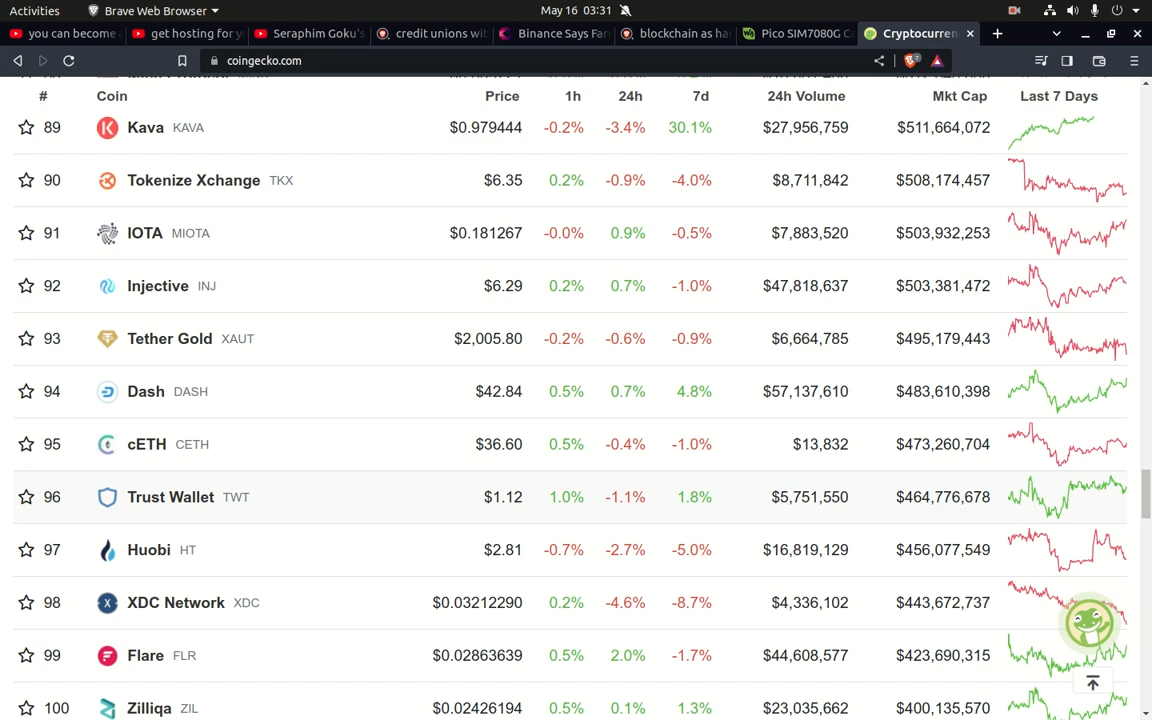 Activities Brave Web Browser May 16 03:31
you can become get hosting for y Seraphim Goku's credit unions wit Binance Says Far blockchain as ha Pico SIM7080G C Cryptocurren
coingecko.com 7
# Coin Price 1h 24h 7d 24h Volume Mkt Cap Last 7 Days
89 Kava KAVA $0.979444 -0.2% -3.4% 30.1% $27,956,759 $511,664,072
90 Tokenize Xchange TKX $6.35 0.2% -0.9% -4.0% $8,711,842 $508,174,457
91 IOTA MIOTA $0.181267 -0.0% 0.9% -0.5% $7,883,520 $503,932,253
92 Injective INJ $6.29 0.2% 0.7% -1.0% $47,818,637 $503,381,472
93 Tether Gold XAUT $2,005.80 -0.2% -0.6% -0.9% $6,664,785 $495,179,443
94 Dash DASH $42.84 0.5% 0.7% 4.8% $57,137,610 $483,610,398
95 cETH CETH $36.60 0.5% -0.4% -1.0% $13,832 $473,260,704
96 Trust Wallet TWT $1.12 1.0% -1.1% 1.8% $5,751,550 $464,776,678
97 Huobi HT $2.81 -0.7% -2.7% -5.0% $16,819,129 $456,077,549
98 XDC Network XDC $0.03212290 0.2% -4.6% -8.7% $4,336,102 $443,672,737
99 Flare FLR $0.02863639 0.5% 2.0% -1.7% $44,608,577 $423,690,315
100 Zilliqa ZIL $0.02426194 0.5% 0.1% 1.3% $23,035,662 $400,135,570